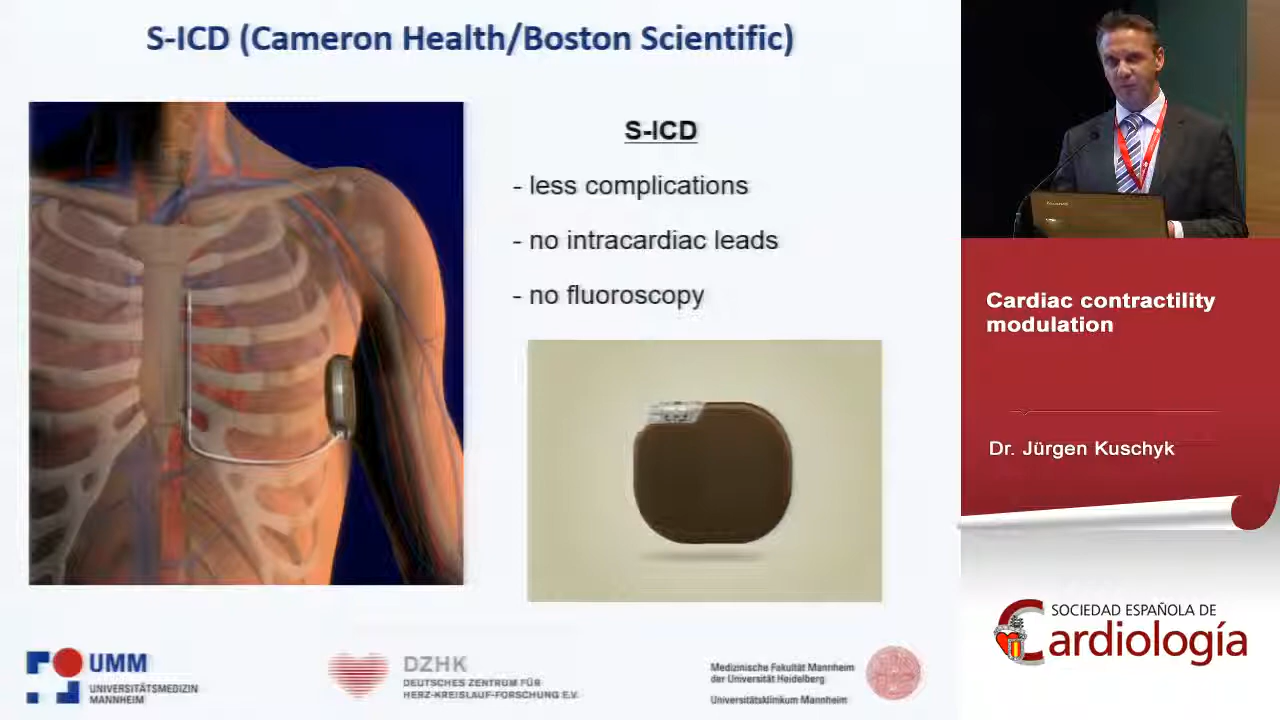 S-ICD (Cameron Health/Boston Scientific)
S-ICD
- less complications
- no intracardiac leads
- no fluoroscopy
Cardiac contractility
modulation
Dr. Jürgen Kuschyk
SOCIEDAD ESPAÑOLA DE
Cardiología
UMM
UNIVERSITÄTSMEDIZIN
MANNHEIM
DZHK
DEUTSCHES ZENTRUM FÜR
HERZ-KREISLAUF-FORSCHUNG E.V.
Medizinische Fakultät Mannheim
der Universität Heidelberg
Universitätsklinikum Mannheim